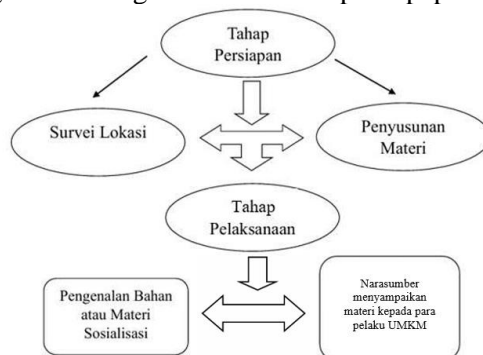 Tahap
Persiapan
Survei Lokasi
Penyusunan
Materi
Tahap
Pelaksanaan
Pengenalan Bahan
atau Materi
Sosialisasi
Narasumber
menyampaikan
materi kepada para
pelaku UMKM